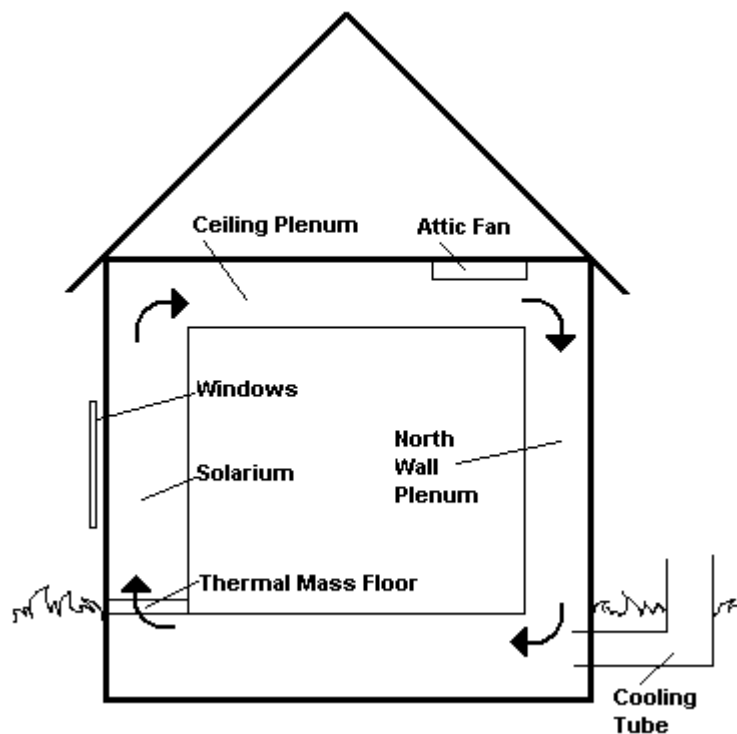 Ceiling Plenum
Attic Fan
Windows
North
Wall
Plenum
Solarium
Thermal Mass Floor
Cooling
Tube